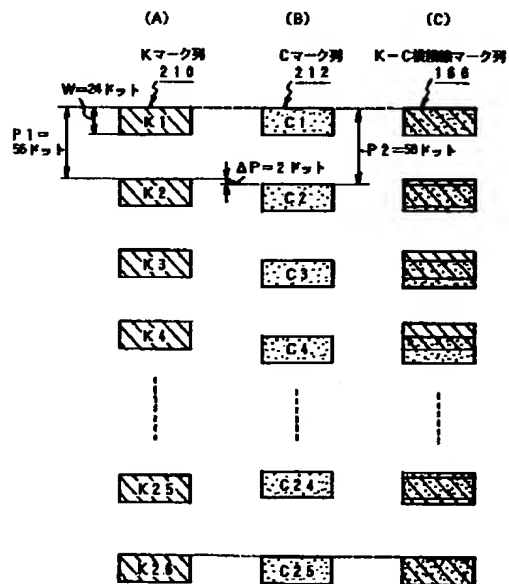 (A)
(B)
(C)
Kマーク列
210
Cマーク列
212
K-C横線マーク列
166
W=24ドット
P1=
56ドット
ΔP=2ドット
P2=58ドット
K1
C1
K2
C2
K3
C3
K4
C4
K25
C24
K26
C25